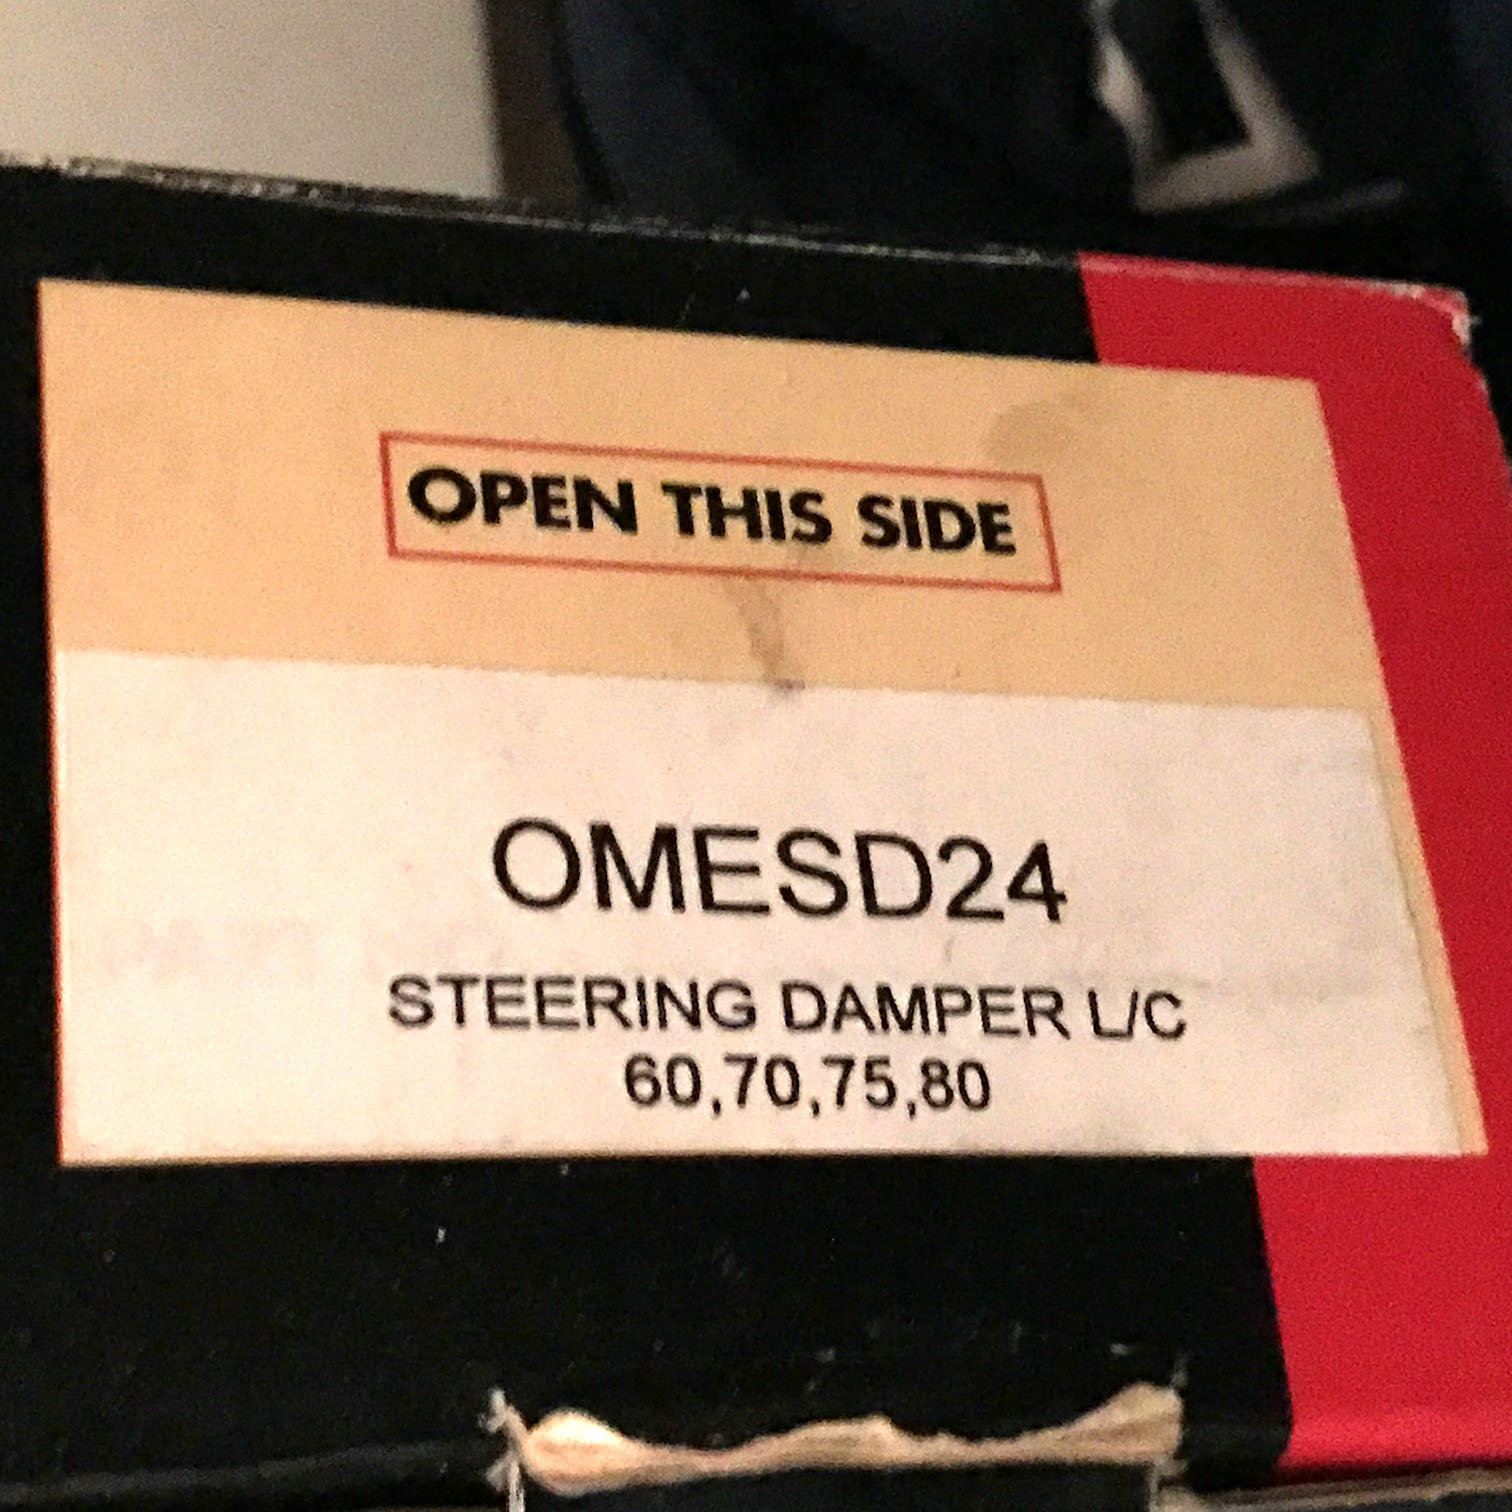 OPEN THIS SIDE
OMESD24
STEERING DAMPER L/C
60,70,75,80